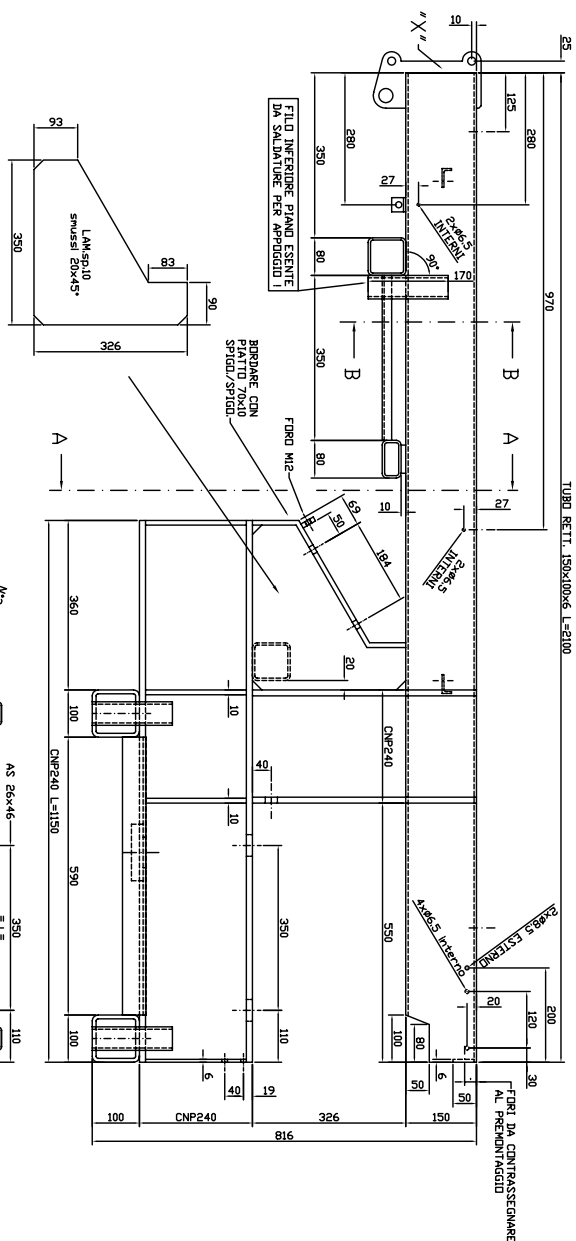 25
10
"X"
125
280
280
350
27
2xø6.5
INTERNI
FILO INFERIORE PIANO ESENTE
DA SALDATURE PER APPOGGIO !
80
90°
170
970
93
LAM.sp.10
smussi 20x45°
83
90
350
326
350
B
B
A
A
80
BORDARE CON
PIATTO 70x10
SPIGO./SPIGO.
FORO M12
10
27
2xø6.5
INTERNI
TUBO RETT. 150x100x6 L=2100
69
50
184
360
20
100
10
CNP240
40
10
CNP240 L=1150
590
AS 26x46
350
110
350
550
110
100
2xø8.5 ESTERNO
4xø6.5 interno
200
20
120
30
80
100
50
50
6
6
40
19
FORI DA CONTRASSEGNARE
AL PREMONTAGGIO
100
CNP240
326
150
816